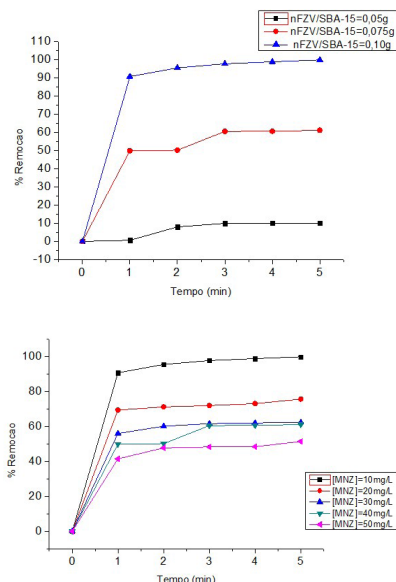 nFZV/SBA-15=0,05g
nFZV/SBA-15=0,075g
nFZV/SBA-15=0,10g
110
100
90
80
70
60
50
40
30
20
10
0
-10
% Remocao
0 1 2 3 4 5
Tempo (min)
100
80
60
40
20
0
% Remocao
[MNZ]=10mg/L
[MNZ]=20mg/L
[MNZ]=30mg/L
[MNZ]=40mg/L
[MNZ]=50mg/L
0 1 2 3 4 5
Tempo (min)